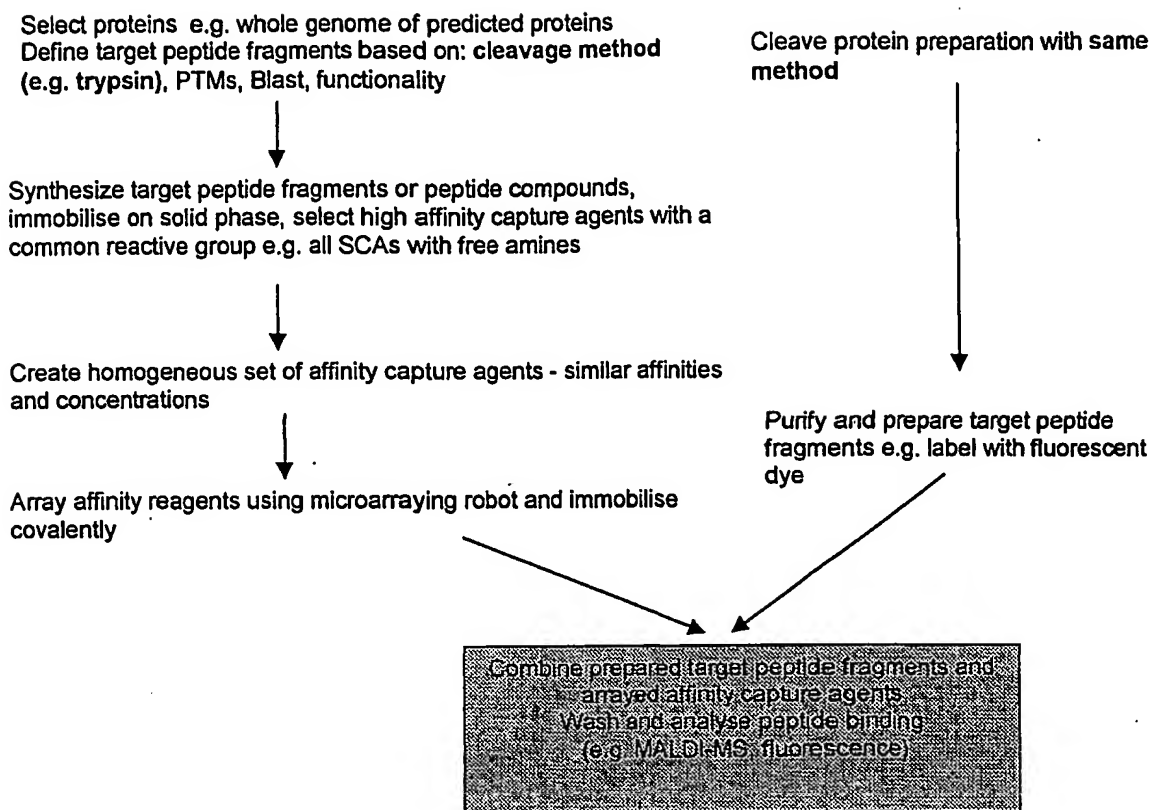 Select proteins e.g. whole genome of predicted proteins
Define target peptide fragments based on: cleavage method
(e.g. trypsin), PTMs, Blast, functionality
Cleave protein preparation with same
method
Synthesize target peptide fragments or peptide compounds,
immobilise on solid phase, select high affinity capture agents with a
common reactive group e.g. all SCAs with free amines
Create homogeneous set of affinity capture agents - similar affinities
and concentrations
Purify and prepare target peptide
fragments e.g. label with fluorescent
dye
Array affinity reagents using microarraying robot and immobilise
covalently
Combine prepared target peptide fragments and
arrayed affinity capture agents
Wash and analyse peptide binding
(e.g. MALDI-MS, fluorescence)